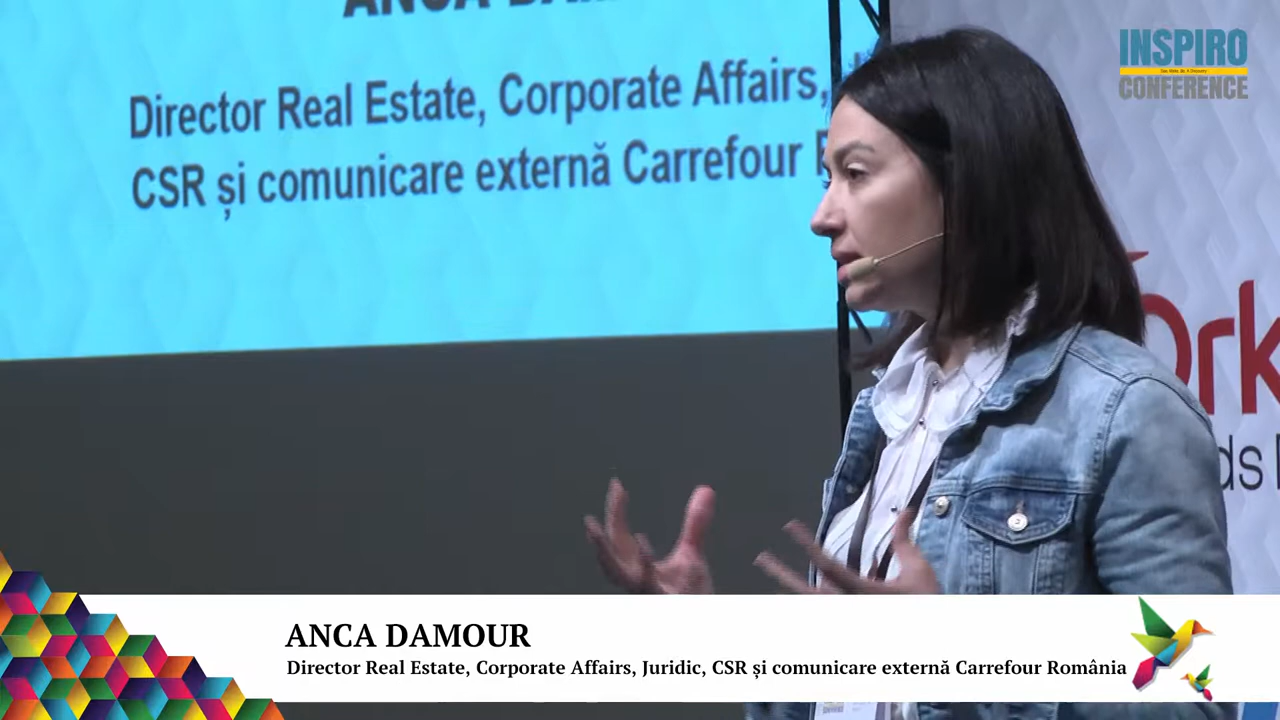 ANCA
Director Real Estate, Corporate Affairs,
CSR și comunicare externă Carrefour
INSPIRO
CONFERENCE
ANCA DAMOUR
Director Real Estate, Corporate Affairs, Juridic, CSR și comunicare externă Carrefour România